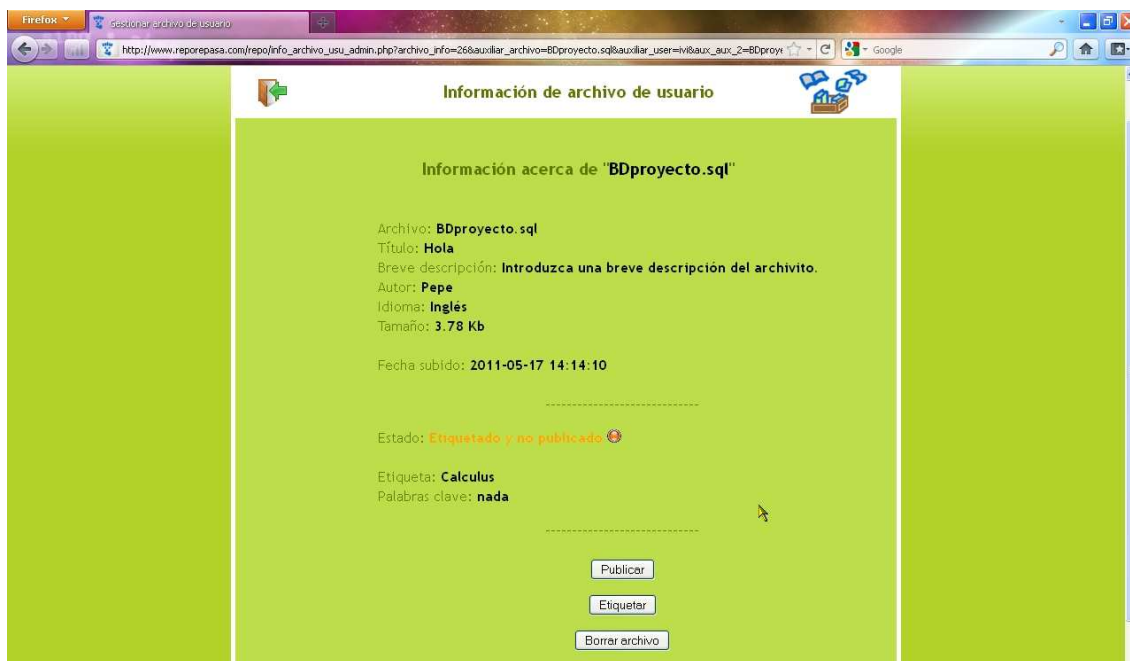 Firefox
Gestionar archivo de usuario
http://www.reporepasa.com/repo/info_archivo_usu_admin.php?archivo_info=26&auxiliar_archivo=BDproyecto.sql&auxiliar_user=ivi&aux_aux_2=BDproye
Google
Información de archivo de usuario
Información acerca de "BDproyecto.sql"
Archivo: BDproyecto.sql
Título: Hola
Breve descripción: Introduzca una breve descripción del archivito.
Autor: Pepe
Idioma: Inglés
Tamaño: 3.78 Kb
Fecha subido: 2011-05-17 14:14:10
----------------------------
Estado: Etiquetado y no publicado
Etiqueta: Calculus
Palabras clave: nada
----------------------------
Publicar
Etiquetar
Borrar archivo